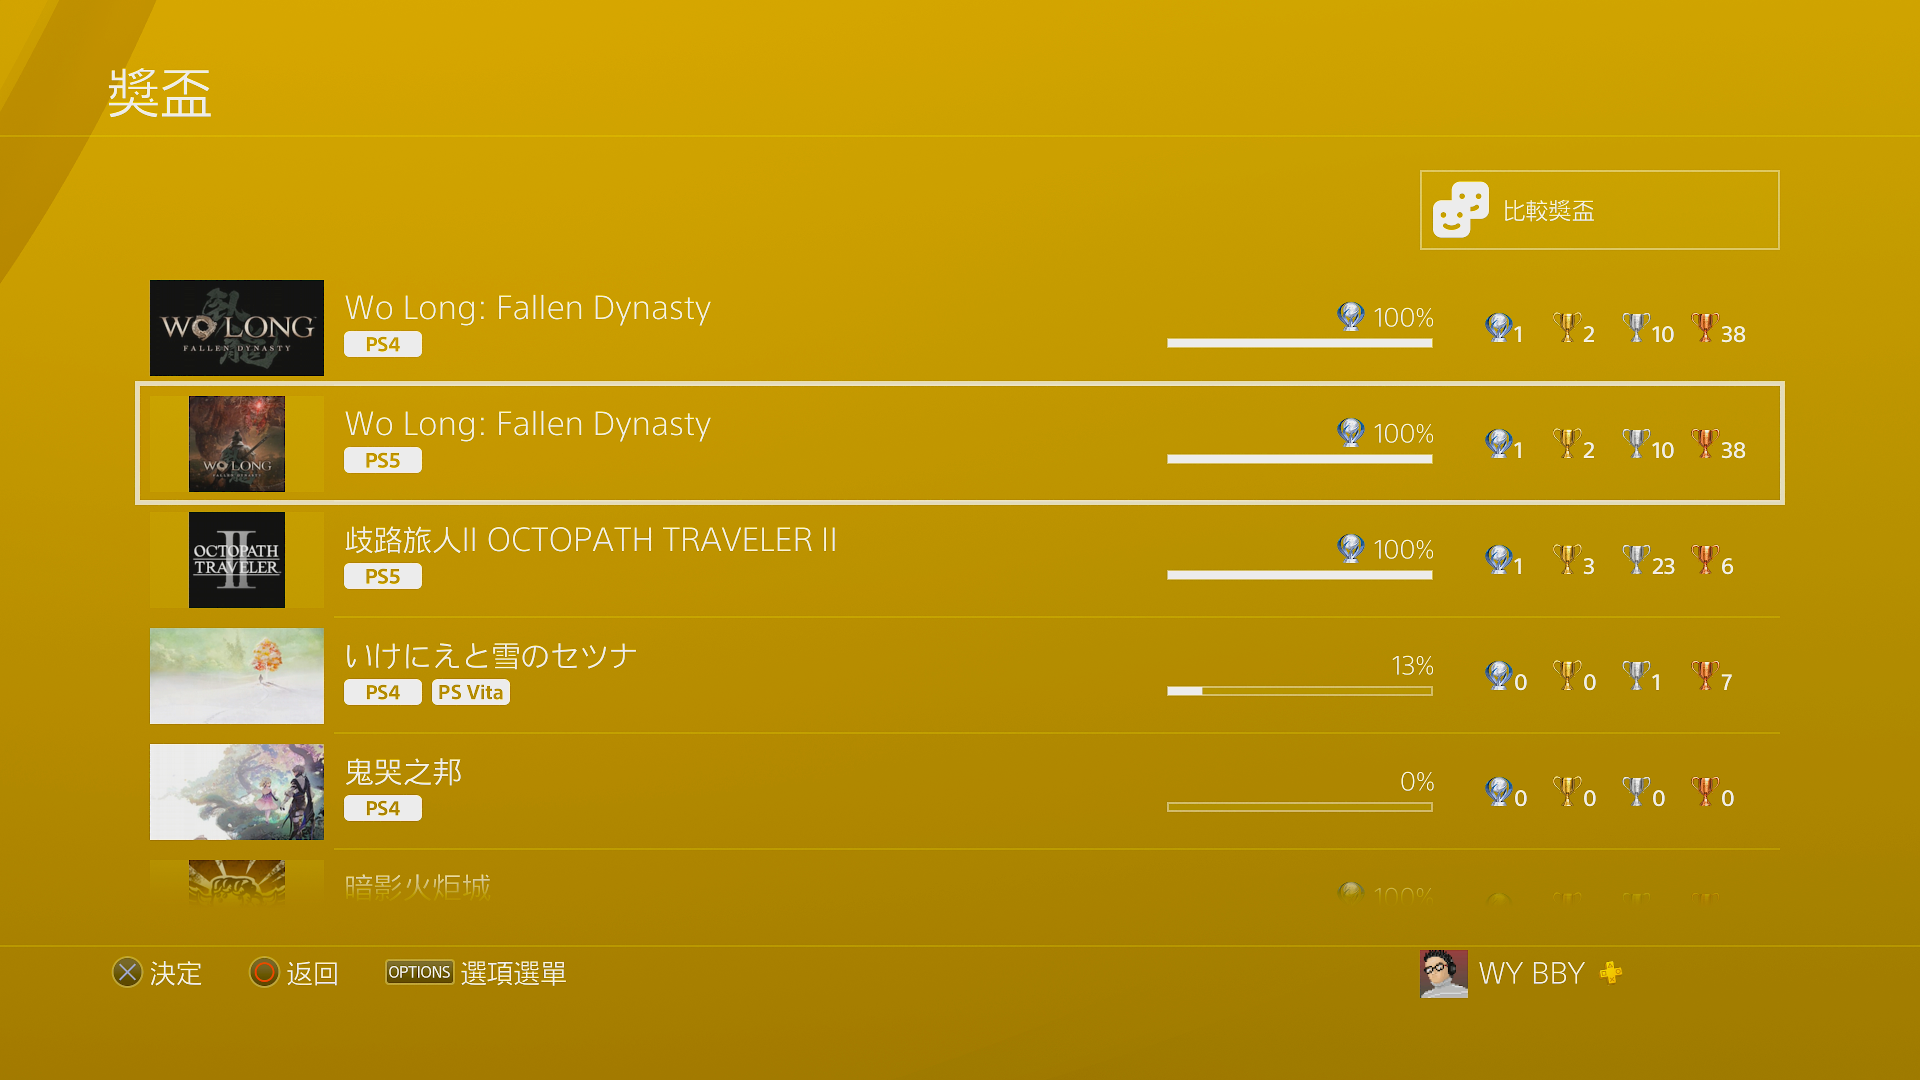 獎盃
比較獎盃
WO LONG
FALLEN DYNASTY
Wo Long: Fallen Dynasty
PS4
100%
1 2 10 38
WO LONG
FALLEN DYNASTY
Wo Long: Fallen Dynasty
PS5
100%
1 2 10 38
OCTOPATH
TRAVELER
II
歧路旅人II OCTOPATH TRAVELER II
PS5
100%
1 3 23 6
いけにえと雪のセツナ
PS4 PS Vita
13%
0 0 1 7
鬼哭之邦
PS4
0%
0 0 0 0
暗影火炬城
100%
決定 返回 OPTIONS 選項選單
WY BBY